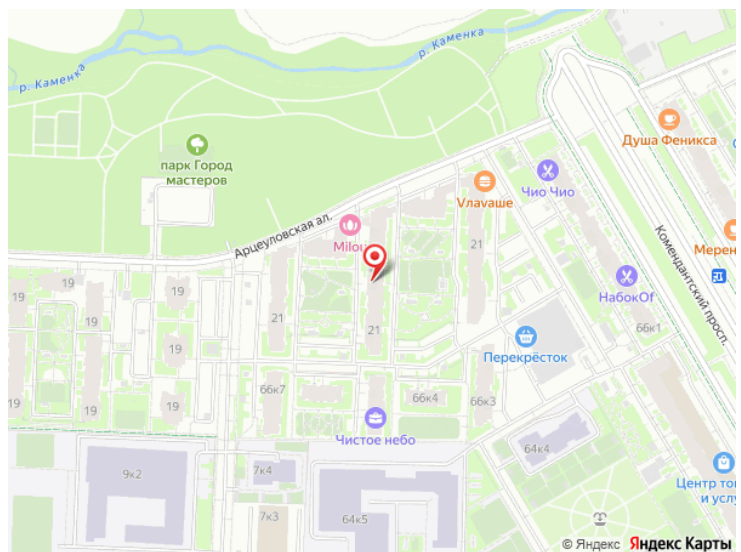 р. Каменка
р. Каменка
Душа Феникса
парк Город
мастеров
Чио Чио
Vлаваше
Арцеуловская ал.
Milou
21
Комендантский просп.
НабокOf
19
19
21
21
66к1
19
Перекрёсток
66к7
66к4
66к3
19
19
Чистое небо
64к4
9к2
7к4
7к3
64к5
© Яндекс Яндекс Карты